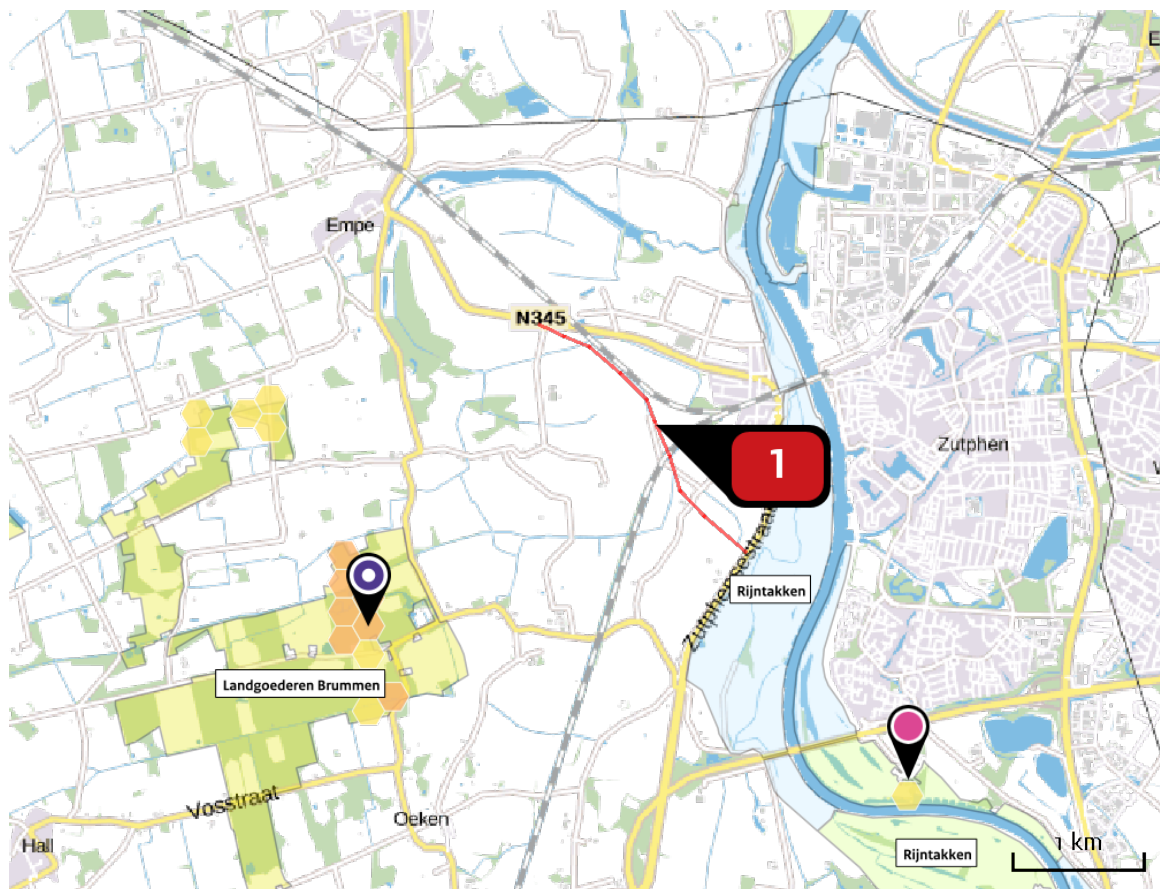 E
Empe
N345
1
Zutphen
W
Zutphensestraat
Rijntakken
Landgoederen Brummen
Vosstraat
Oeken
Hall
Rijntakken
1 km